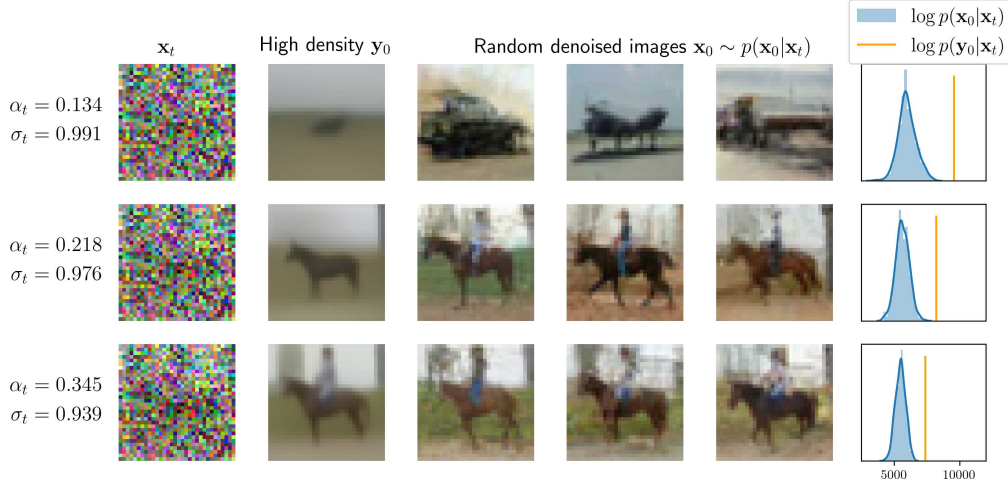 log p(x₀|xₜ)
log p(y₀|xₜ)
xₜ High density y₀ Random denoised images x₀ ∼ p(x₀|xₜ)
αₜ = 0.134
σₜ = 0.991
αₜ = 0.218
σₜ = 0.976
αₜ = 0.345
σₜ = 0.939
5000 10000